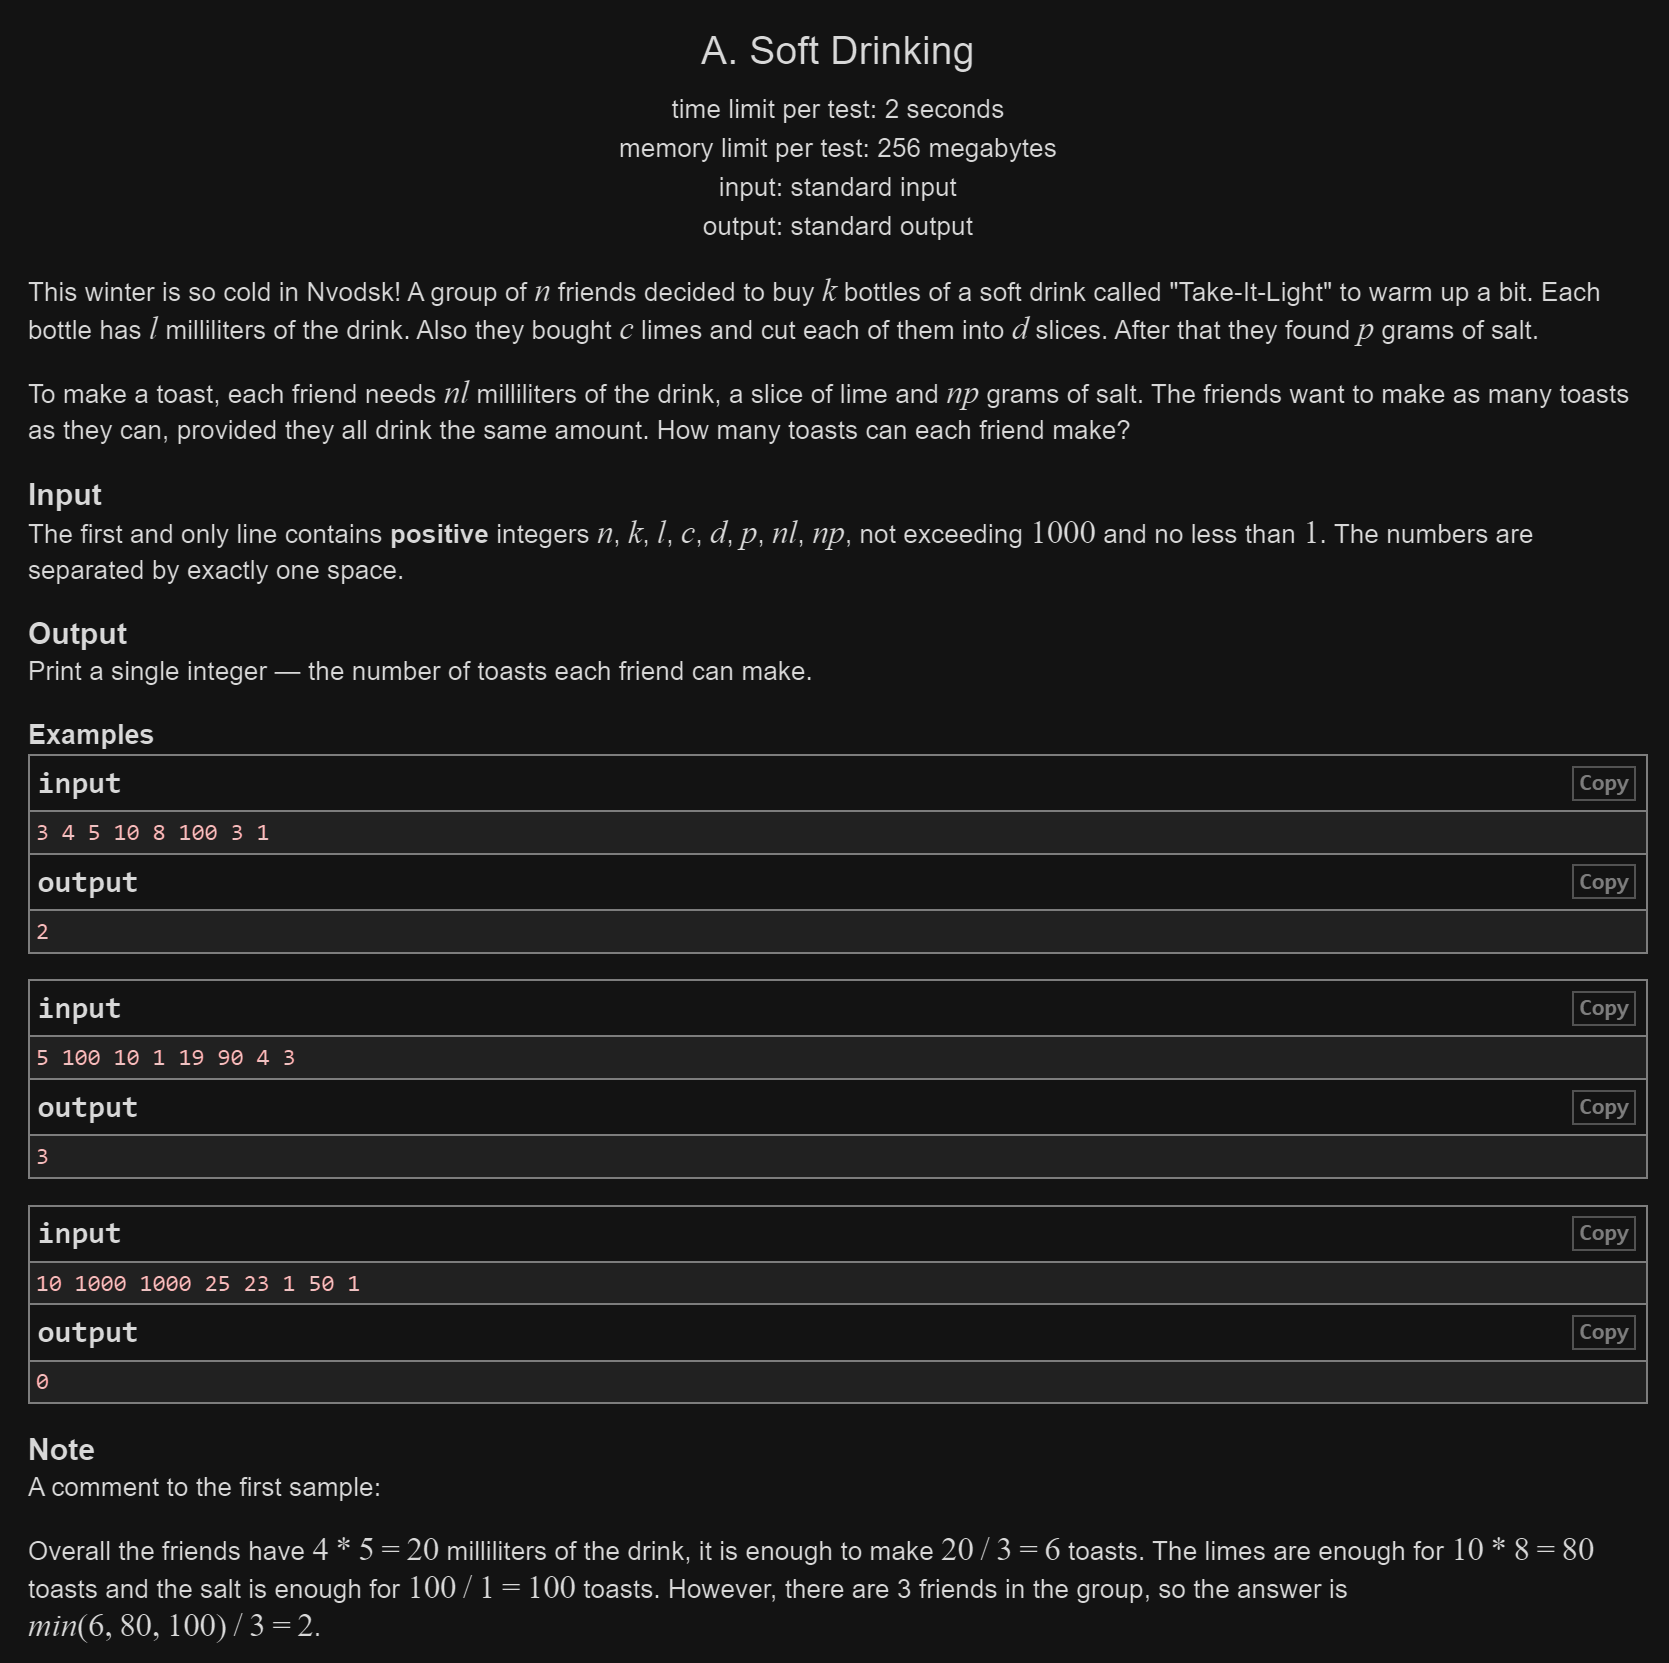 A. Soft Drinking
time limit per test: 2 seconds
memory limit per test: 256 megabytes
input: standard input
output: standard output
This winter is so cold in Nvodsk! A group of n friends decided to buy k bottles of a soft drink called "Take-It-Light" to warm up a bit. Each
bottle has l milliliters of the drink. Also they bought c limes and cut each of them into d slices. After that they found p grams of salt.
To make a toast, each friend needs nl milliliters of the drink, a slice of lime and np grams of salt. The friends want to make as many toasts
as they can, provided they all drink the same amount. How many toasts can each friend make?
Input
The first and only line contains positive integers n, k, l, c, d, p, nl, np, not exceeding 1000 and no less than 1. The numbers are
separated by exactly one space.
Output
Print a single integer — the number of toasts each friend can make.
Examples
input
Copy
3 4 5 10 8 100 3 1
output
Copy
2
input
Copy
5 100 10 1 19 90 4 3
output
Copy
3
input
Copy
10 1000 1000 25 23 1 50 1
output
Copy
0
Note
A comment to the first sample:
Overall the friends have 4 * 5 = 20 milliliters of the drink, it is enough to make 20 / 3 = 6 toasts. The limes are enough for 10 * 8 = 80
toasts and the salt is enough for 100 / 1 = 100 toasts. However, there are 3 friends in the group, so the answer is
min(6, 80, 100) / 3 = 2.